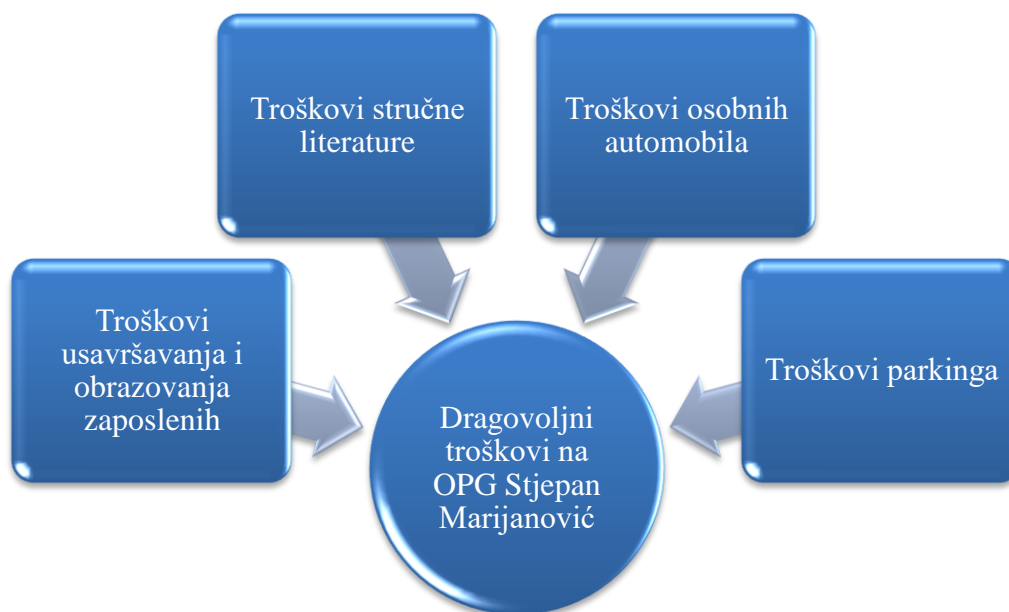 Troškovi stručne
literature
Troškovi osobnih
automobila
Troškovi
usavršavanja i
obrazovanja
zaposlenih
Troškovi parkinga
Dragovoljni
troškovi na
OPG Stjepan
Marijanović